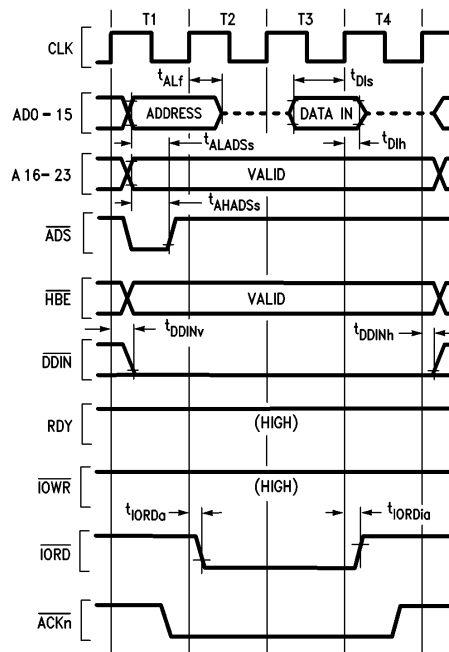 T1 T2 T3 T4
CLK
tALf tDIs
AD0-15 ADDRESS DATA IN
tALADSs tDIh
A16-23 VALID
tAHADSs
ADS
HBE VALID
tDDINv tDDINh
DDIN
RDY (HIGH)
IOWR (HIGH)
tIORDa tIORDia
IORD
ACKn